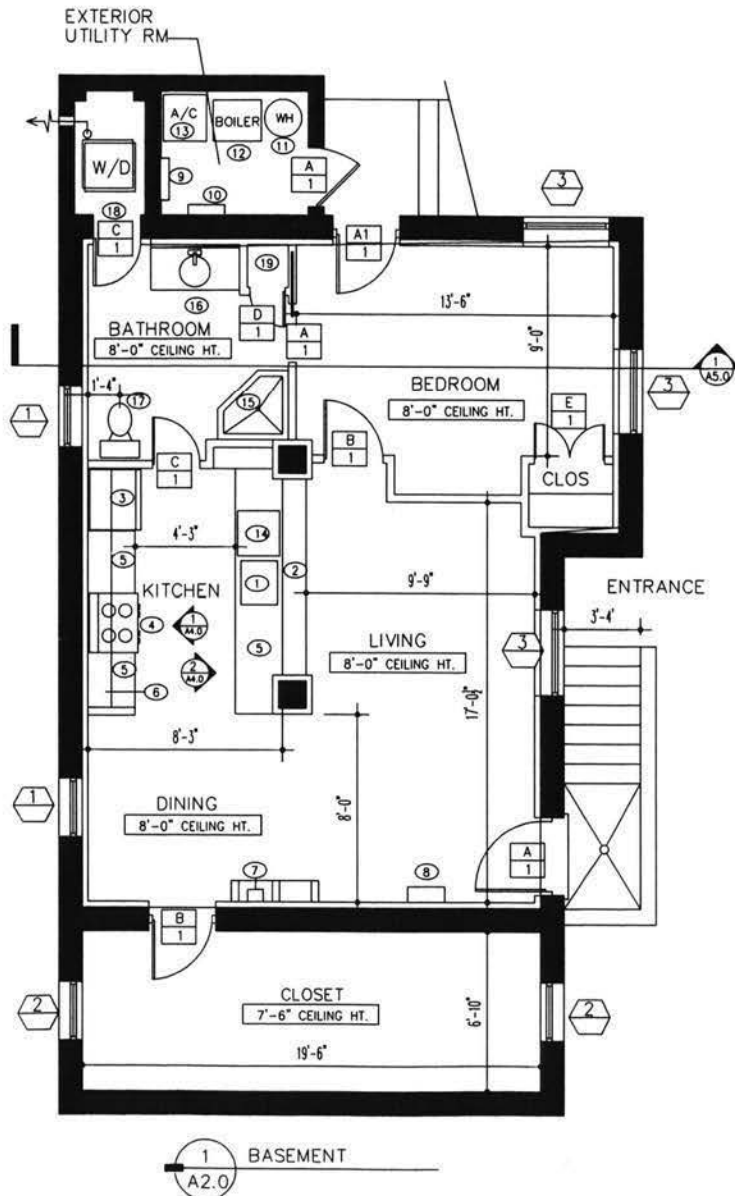 EXTERIOR
UTILITY RM
A/C
13
BOILER
12
WH
11
W/D
9
10
A
1
18
C
1
A1
1
3
19
16
13'-6"
9'-0"
D
1
A
1
BATHROOM
8'-0" CEILING HT.
1
A5.0
1'-4"
17
15
BEDROOM
8'-0" CEILING HT.
3
1
E
1
B
1
C
1
CLOS
3
4'-3"
14
5
2
KITCHEN
1
9'-9"
ENTRANCE
4
1
A4.0
3'-4'
LIVING
8'-0" CEILING HT.
3
5
2
A4.0
5
6
17'-0½"
8'-3"
1
DINING
8'-0" CEILING HT.
8'-0"
A
1
7
8
B
1
CLOSET
7'-6" CEILING HT.
6'-10"
2
2
19'-6"
1
A2.0
BASEMENT